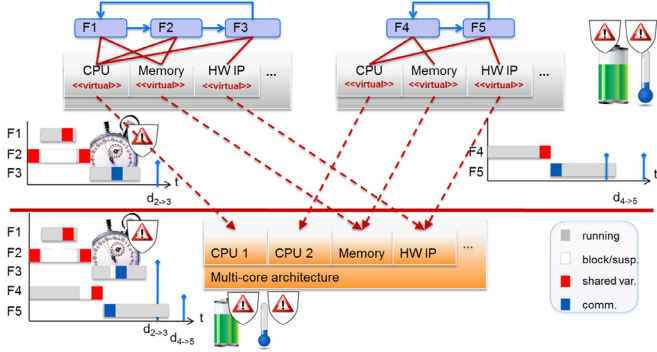 F1 F2 F3
F4 F5
CPU Memory HW IP ...
<<virtual>> <<virtual>> <<virtual>>
CPU Memory HW IP ...
<<virtual>> <<virtual>> <<virtual>>
F1
F2
F3
t
d2->3
F4
F5
t
d4->5
F1
F2
F3
F4
F5
t
d2->3
d4->5
CPU 1 CPU 2 Memory HW IP ...
Multi-core architecture
running
block/susp.
shared var.
comm.